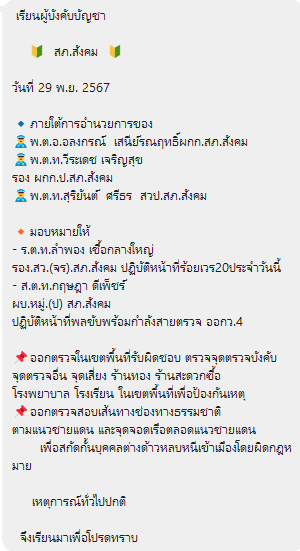 เรียนผู้บังคับบัญชา
🔰 สภ.สังคม 🔰
วันที่ 29 พ.ย. 2567
🔹ภายใต้การอำนวยการของ
👮พ.ต.อ.อลงกรณ์ เสนีย์รณฤทธิ์ผกก.สภ.สังคม
👮พ.ต.ท.วีระเดช เจริญสุข
รอง ผกก.ป.สภ.สังคม
👮พ.ต.ท.สุริยันต์ ศรีธร สวป.สภ.สังคม
🔸มอบหมายให้
- ร.ต.ท.ลำพอง เชื้อกลางใหญ่
รอง.สว.(จร).สภ.สังคม ปฏิบัติหน้าที่ร้อยเวร20ประจำวันนี้
- ส.ต.ท.กฤษฎา ดีเพ็ชร์
ผบ.หมู่.(ป) สภ.สังคม
ปฏิบัติหน้าที่พลขับพร้อมกำลังสายตรวจ ออกว.4
📌ออกตรวจในเขตพื้นที่รับผิดชอบ ตรวจจุดตรวจบังคับ
จุดตรวจอื่น จุดเสี่ยง ร้านทอง ร้านสะดวกซื้อ
โรงพยาบาล โรงเรียน ในเขตพื้นที่เพื่อป้องกันเหตุ
📌ออกตรวจสอบเส้นทางช่องทางธรรมชาติ
ตามแนวชายแดน และจุดจอดเรือตลอดแนวชายแดน
เพื่อสกัดกั้นบุคคลต่างด้าวหลบหนีเข้าเมืองโดยผิดกฎห
มาย
เหตุการณ์ทั่วไปปกติ
จึงเรียนมาเพื่อโปรดทราบ